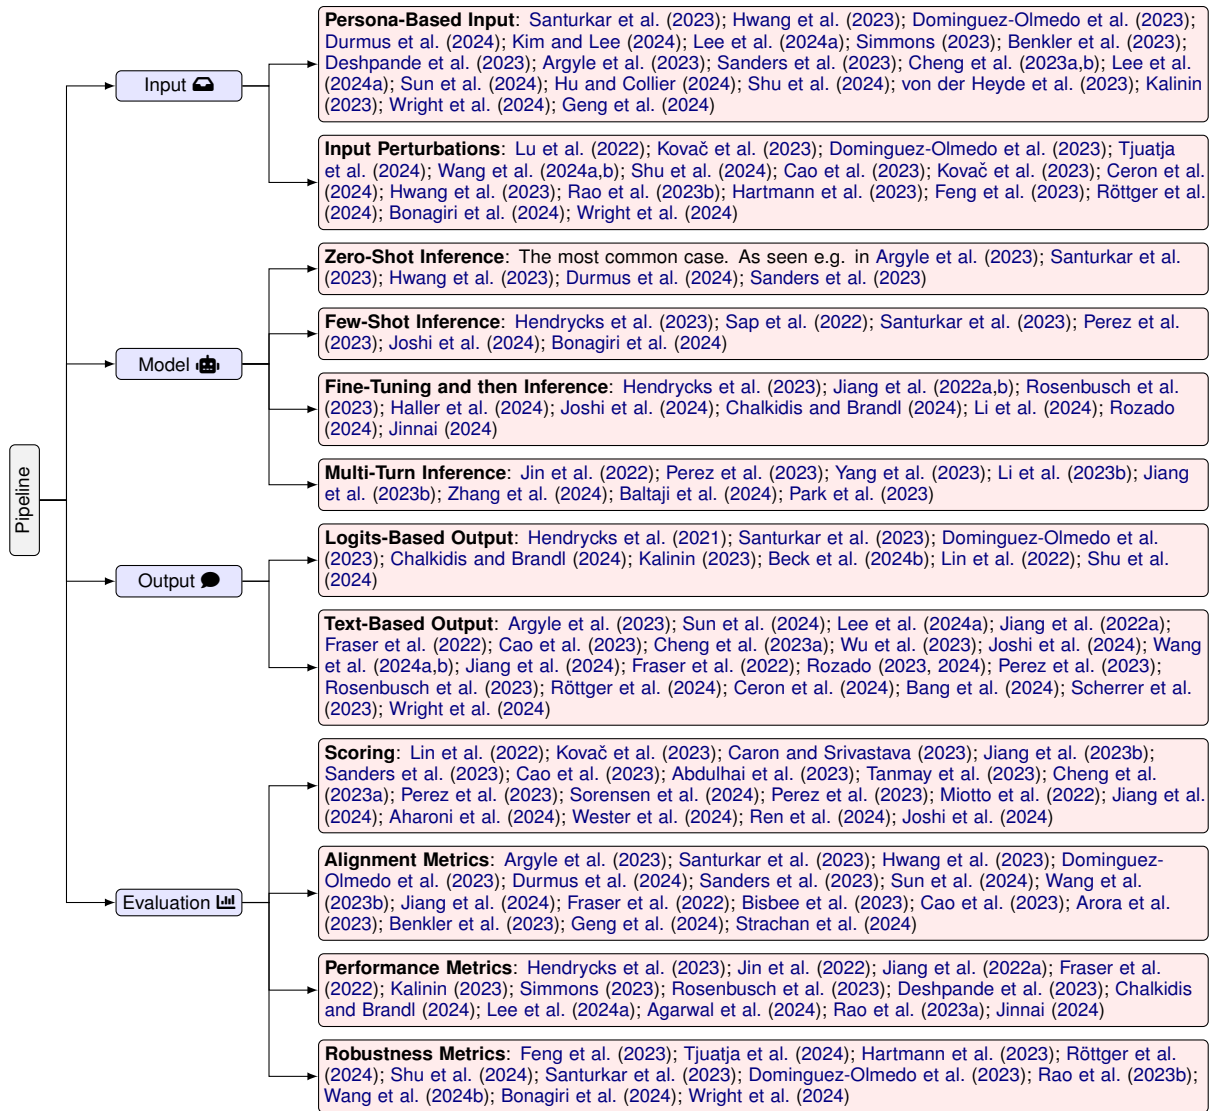 Pipeline
Input
Persona-Based Input: Santurkar et al. (2023); Hwang et al. (2023); Dominguez-Olmedo et al. (2023);
Durmus et al. (2024); Kim and Lee (2024); Lee et al. (2024a); Simmons (2023); Benkler et al. (2023);
Deshpande et al. (2023); Argyle et al. (2023); Sanders et al. (2023); Cheng et al. (2023a,b); Lee et al.
(2024a); Sun et al. (2024); Hu and Collier (2024); Shu et al. (2024); von der Heyde et al. (2023); Kalinin
(2023); Wright et al. (2024); Geng et al. (2024)
Input Perturbations: Lu et al. (2022); Kovač et al. (2023); Dominguez-Olmedo et al. (2023); Tjuatja
et al. (2024); Wang et al. (2024a,b); Shu et al. (2024); Cao et al. (2023); Kovač et al. (2023); Ceron et al.
(2024); Hwang et al. (2023); Rao et al. (2023b); Hartmann et al. (2023); Feng et al. (2023); Röttger et al.
(2024); Bonagiri et al. (2024); Wright et al. (2024)
Model
Zero-Shot Inference: The most common case. As seen e.g. in Argyle et al. (2023); Santurkar et al.
(2023); Hwang et al. (2023); Durmus et al. (2024); Sanders et al. (2023)
Few-Shot Inference: Hendrycks et al. (2023); Sap et al. (2022); Santurkar et al. (2023); Perez et al.
(2023); Joshi et al. (2024); Bonagiri et al. (2024)
Fine-Tuning and then Inference: Hendrycks et al. (2023); Jiang et al. (2022a,b); Rosenbusch et al.
(2023); Haller et al. (2024); Joshi et al. (2024); Chalkidis and Brandl (2024); Li et al. (2024); Rozado
(2024); Jinnai (2024)
Multi-Turn Inference: Jin et al. (2022); Perez et al. (2023); Yang et al. (2023); Li et al. (2023b); Jiang
et al. (2023b); Zhang et al. (2024); Baltaji et al. (2024); Park et al. (2023)
Output
Logits-Based Output: Hendrycks et al. (2021); Santurkar et al. (2023); Dominguez-Olmedo et al.
(2023); Chalkidis and Brandl (2024); Kalinin (2023); Beck et al. (2024b); Lin et al. (2022); Shu et al.
(2024)
Text-Based Output: Argyle et al. (2023); Sun et al. (2024); Lee et al. (2024a); Jiang et al. (2022a);
Fraser et al. (2022); Cao et al. (2023); Cheng et al. (2023a); Wu et al. (2023); Joshi et al. (2024); Wang
et al. (2024a,b); Jiang et al. (2024); Fraser et al. (2022); Rozado (2023, 2024); Perez et al. (2023);
Rosenbusch et al. (2023); Röttger et al. (2024); Ceron et al. (2024); Bang et al. (2024); Scherrer et al.
(2023); Wright et al. (2024)
Evaluation
Scoring: Lin et al. (2022); Kovač et al. (2023); Caron and Srivastava (2023); Jiang et al. (2023b);
Sanders et al. (2023); Cao et al. (2023); Abdulhai et al. (2023); Tanmay et al. (2023); Cheng et al.
(2023a); Perez et al. (2023); Sorensen et al. (2024); Perez et al. (2023); Miotto et al. (2022); Jiang et al.
(2024); Aharoni et al. (2024); Wester et al. (2024); Ren et al. (2024); Joshi et al. (2024)
Alignment Metrics: Argyle et al. (2023); Santurkar et al. (2023); Hwang et al. (2023); Dominguez-
Olmedo et al. (2023); Durmus et al. (2024); Sanders et al. (2023); Sun et al. (2024); Wang et al.
(2023b); Jiang et al. (2024); Fraser et al. (2022); Bisbee et al. (2023); Cao et al. (2023); Arora et al.
(2023); Benkler et al. (2023); Geng et al. (2024); Strachan et al. (2024)
Performance Metrics: Hendrycks et al. (2023); Jin et al. (2022); Jiang et al. (2022a); Fraser et al.
(2022); Kalinin (2023); Simmons (2023); Rosenbusch et al. (2023); Deshpande et al. (2023); Chalkidis
and Brandl (2024); Lee et al. (2024a); Agarwal et al. (2024); Rao et al. (2023a); Jinnai (2024)
Robustness Metrics: Feng et al. (2023); Tjuatja et al. (2024); Hartmann et al. (2023); Röttger et al.
(2024); Shu et al. (2024); Santurkar et al. (2023); Dominguez-Olmedo et al. (2023); Rao et al. (2023b);
Wang et al. (2024b); Bonagiri et al. (2024); Wright et al. (2024)